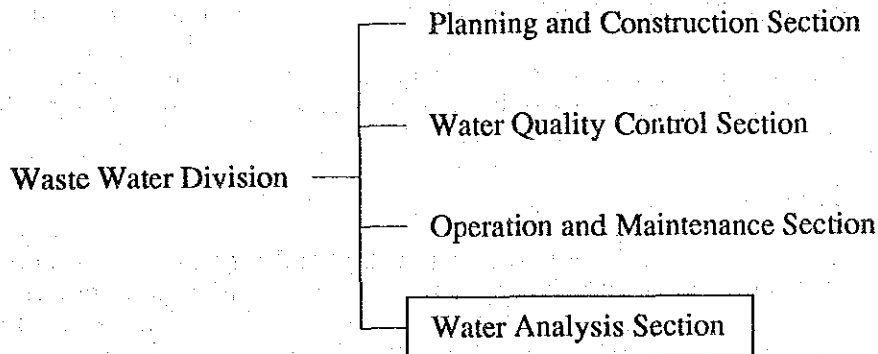 Planning and Construction Section
Water Quality Control Section
Waste Water Division
Operation and Maintenance Section
Water Analysis Section